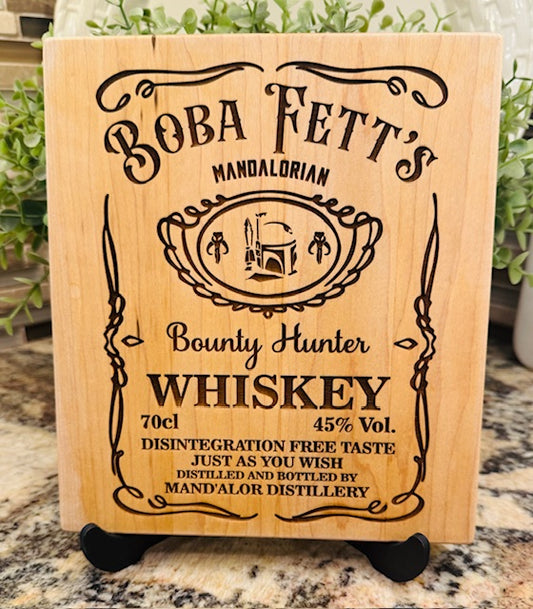 BOBA FETT'S
MANDALORIAN
Bounty Hunter
WHISKEY
70cl 45% Vol.
DISINTEGRATION FREE TASTE
JUST AS YOU WISH
DISTILLED AND BOTTLED BY
MAND'ALOR DISTILLERY